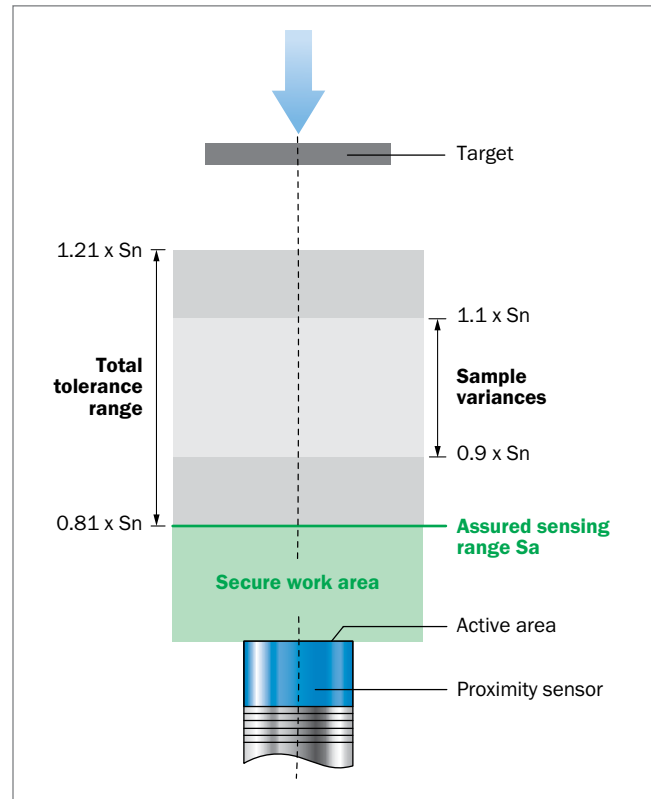 Target
1.21 x Sn
1.1 x Sn
Total
tolerance
range
Sample
variances
0.9 x Sn
0.81 x Sn
Assured sensing
range Sa
Secure work area
Active area
Proximity sensor